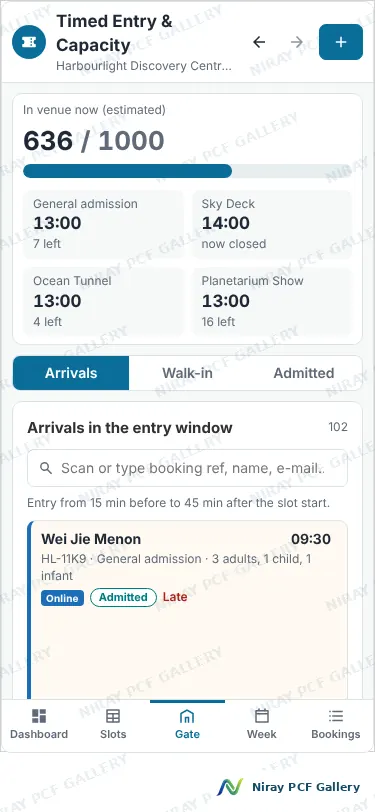 Timed Entry &
Capacity
Harbourlight Discovery Centr...
In venue now (estimated)
636 / 1000
General admission
13:00
7 left
Sky Deck
14:00
now closed
Ocean Tunnel
13:00
4 left
Planetarium Show
13:00
16 left
Arrivals Walk-in Admitted
Arrivals in the entry window 102
Scan or type booking ref, name, e-mail..
Entry from 15 min before to 45 min after the slot start.
Wei Jie Menon 09:30
HL-11K9 · General admission · 3 adults, 1 child, 1
infant
Online Admitted Late
Dashboard Slots Gate Week Bookings
Niray PCF Gallery
NIRAY PCF GALLERY